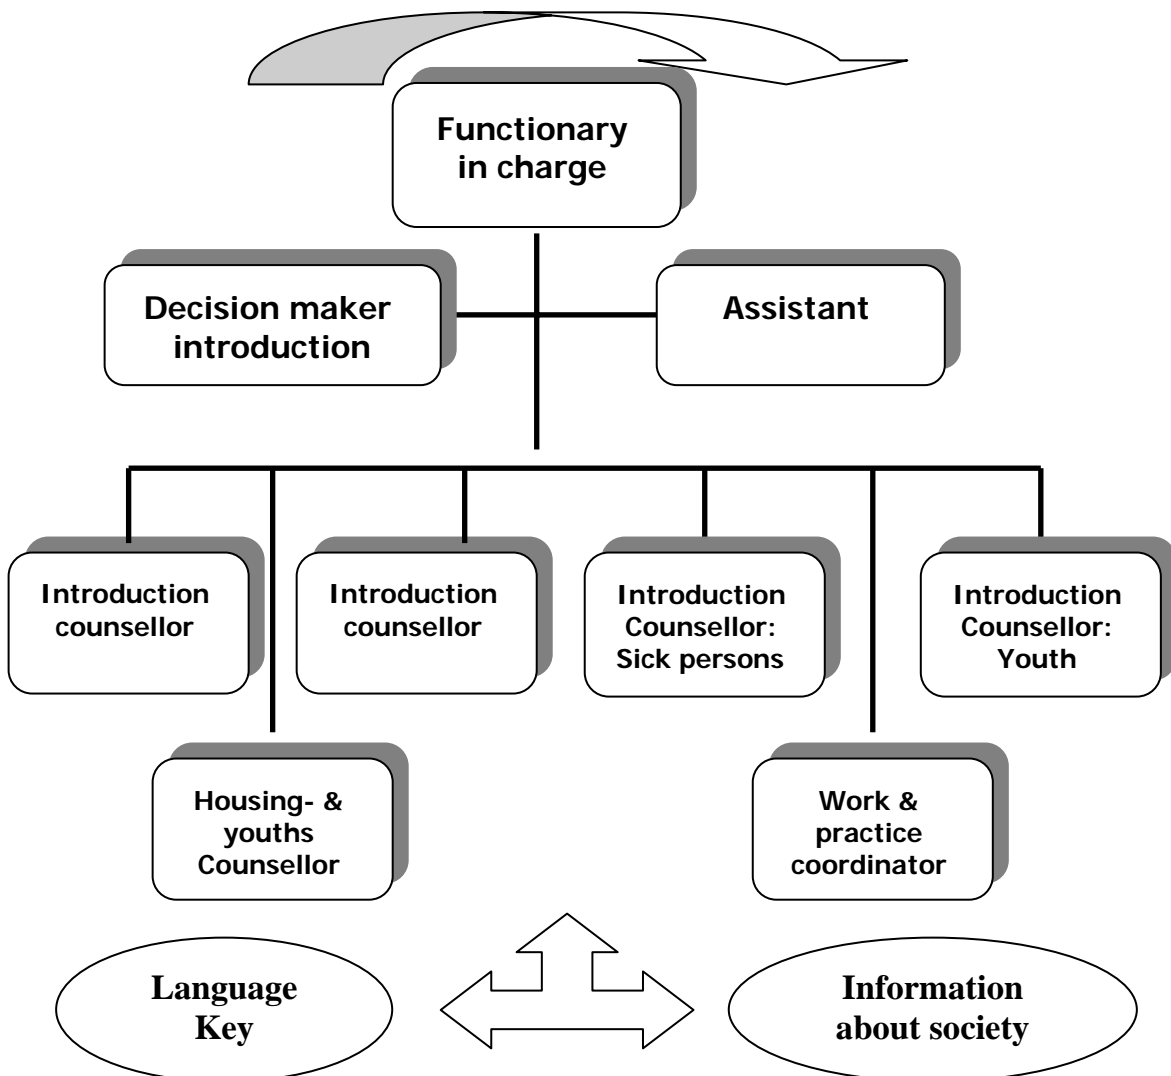 Functionary
in charge
Decision maker
introduction
Assistant
Introduction
counsellor
Introduction
counsellor
Introduction
Counsellor:
Sick persons
Introduction
Counsellor:
Youth
Housing- &
youths
Counsellor
Work &
practice
coordinator
Language
Key
Information
about society